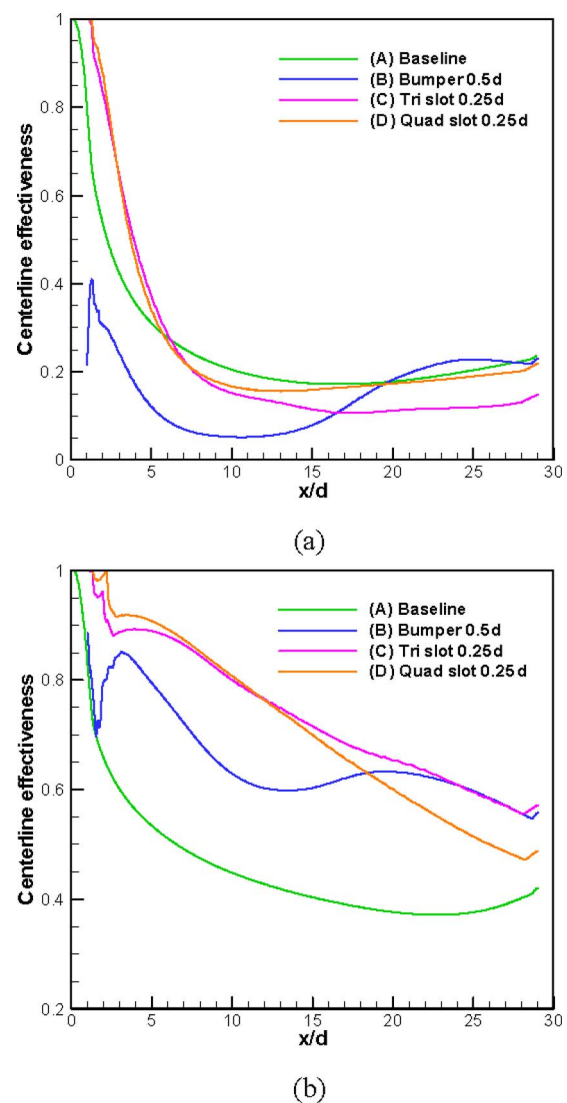 1
(A) Baseline
(B) Bumper 0.5d
0.8
(C) Tri slot 0.25d
(D) Quad slot 0.25d
0.6
Centerline effectiveness
0.4
0.2
0
0 5 10 15 20 25 30
x/d
(a)
1
(A) Baseline
(B) Bumper 0.5d
(C) Tri slot 0.25d
0.8
(D) Quad slot 0.25d
Centerline effectiveness
0.6
0.4
0.2
0 5 10 15 20 25 30
x/d
(b)